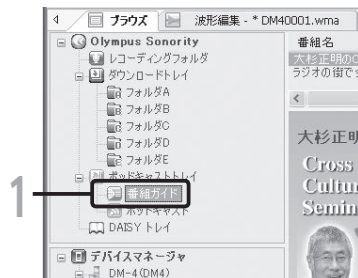 ブラウズ 波形編集 - * DM40001.wma
Olympus Sonority
レコーディングフォルダ
ダウンロードトレイ
フォルダA
フォルダB
フォルダC
フォルダD
フォルダE
ポッドキャストトレイ
1
番組ガイド
ポッドキャスト
DAISY トレイ
デバイスマネージャ
DM-4(DM4)
番組名
大杉正明のC
ラジオの街で
大杉正明
Cross
Cultu
Semin